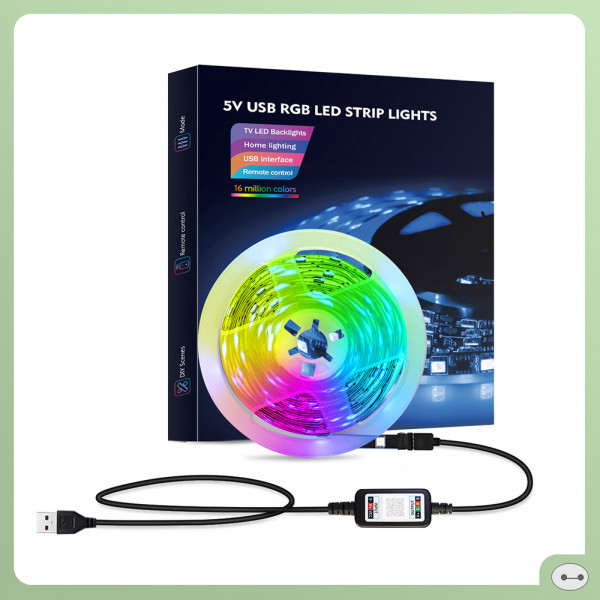 5V USB RGB LED STRIP LIGHTS
TV LED Backlights
Home lighting
USB interface
Remote control
16 million colors
Mode
Remote control
DIY Scenes
OUTPUT